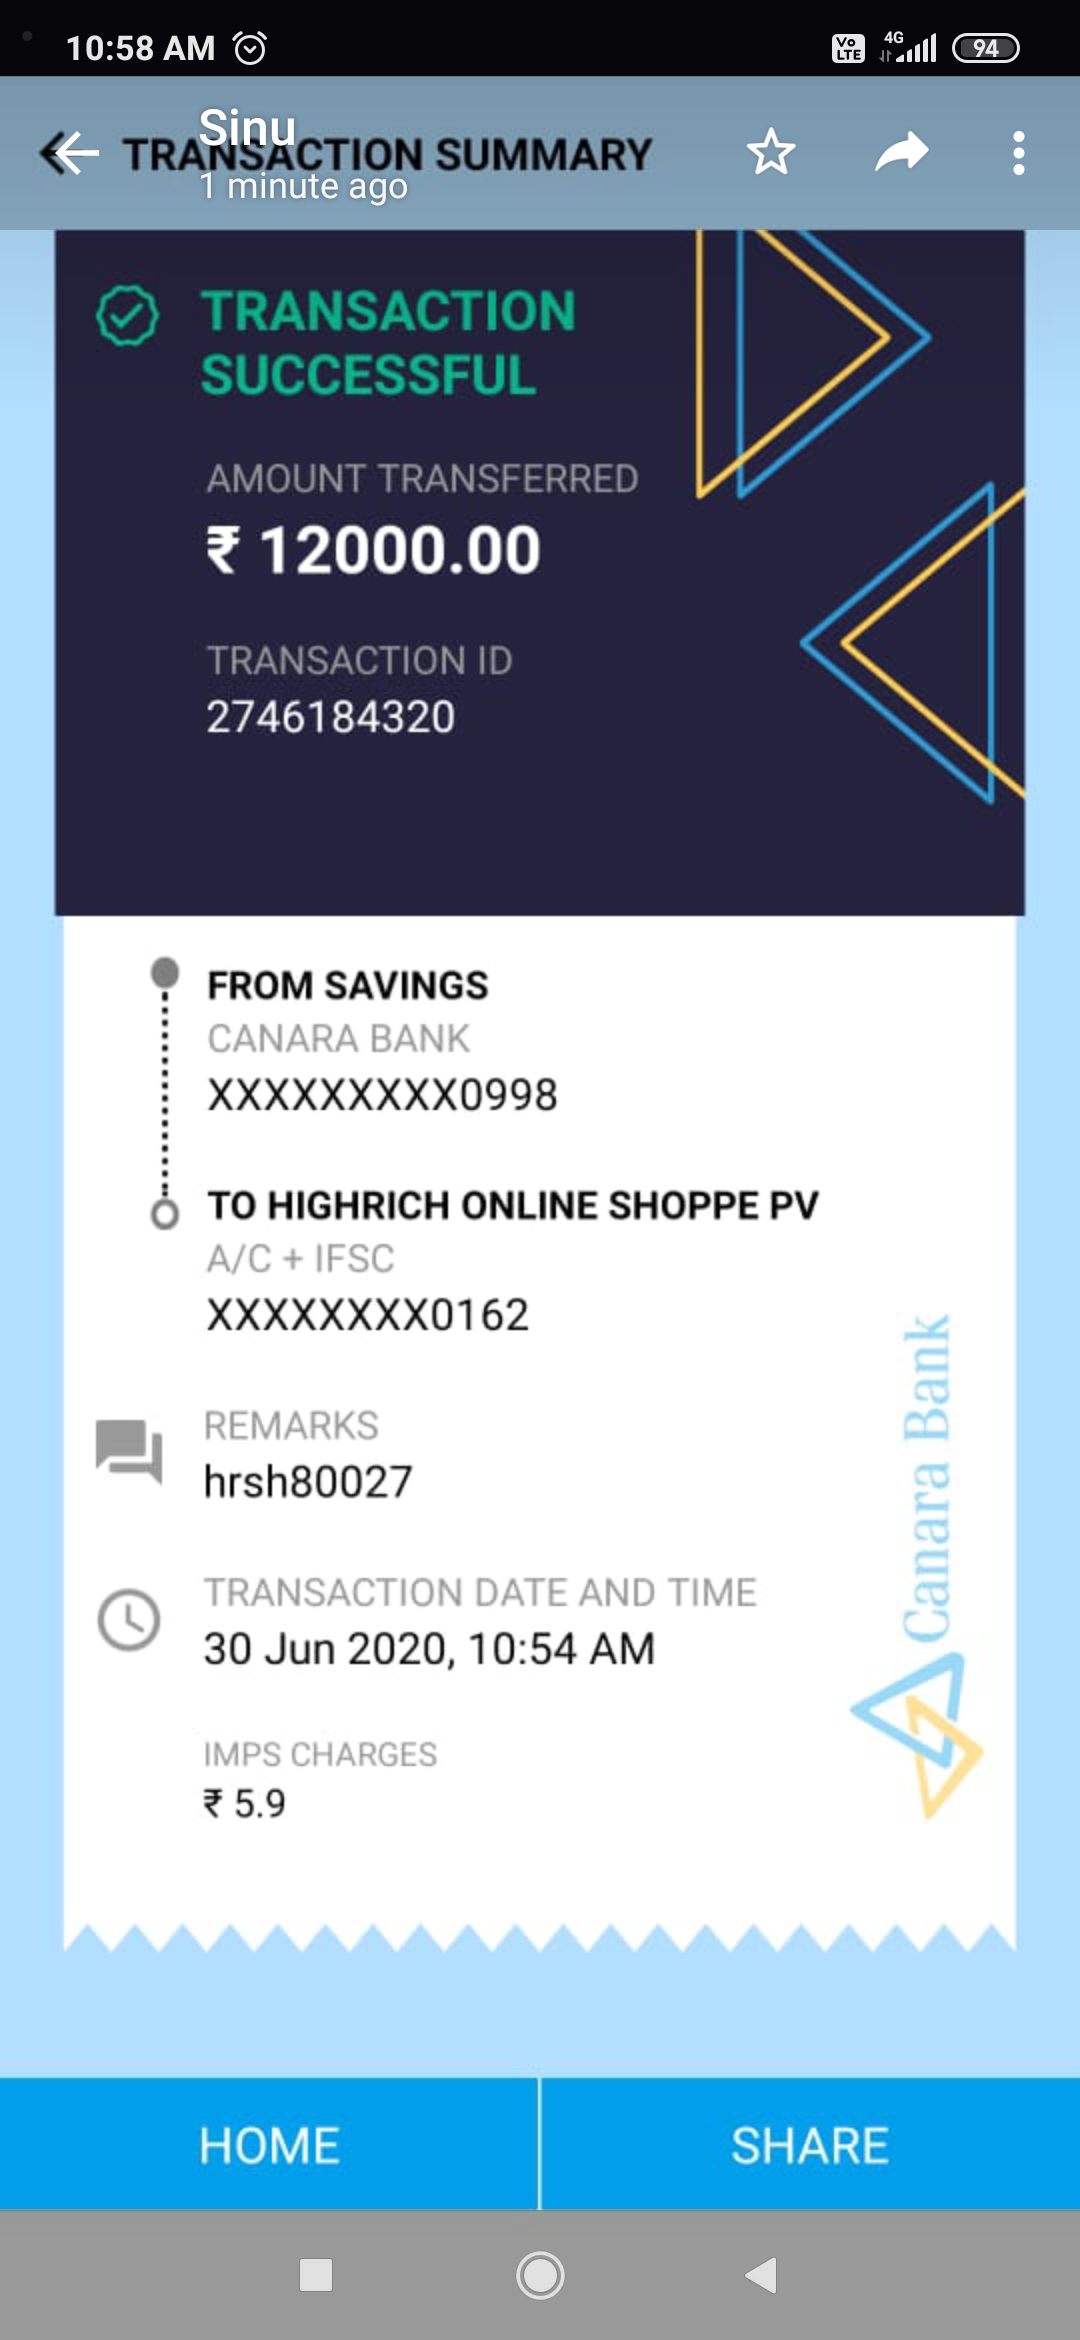 10:58 AM
Vo LTE 4G 94
Sinu
TRANSACTION SUMMARY
1 minute ago
TRANSACTION
SUCCESSFUL
AMOUNT TRANSFERRED
₹ 12000.00
TRANSACTION ID
2746184320
FROM SAVINGS
CANARA BANK
XXXXXXXXX0998
TO HIGHRICH ONLINE SHOPPE PV
A/C + IFSC
XXXXXXXX0162
REMARKS
hrsh80027
TRANSACTION DATE AND TIME
30 Jun 2020, 10:54 AM
IMPS CHARGES
₹ 5.9
Canara Bank
HOME
SHARE